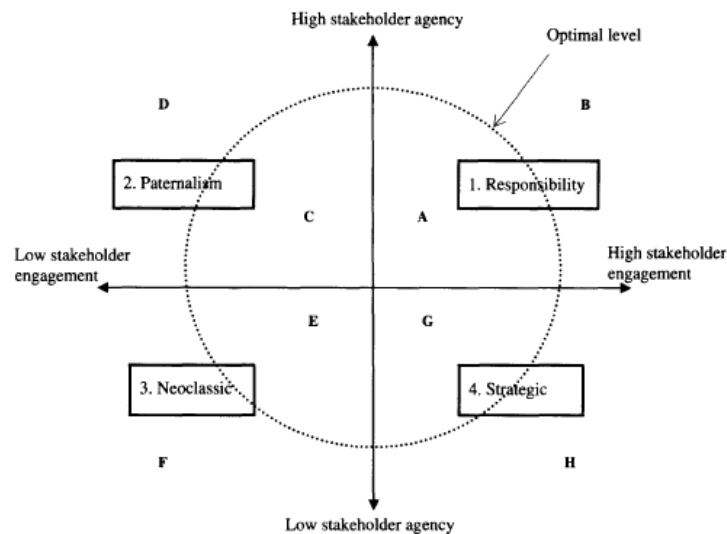 High stakeholder agency
Optimal level
D
B
2. Paternalism
1. Responsibility
C
A
Low stakeholder
engagement
High stakeholder
engagement
E
G
3. Neoclassic
4. Strategic
F
H
Low stakeholder agency